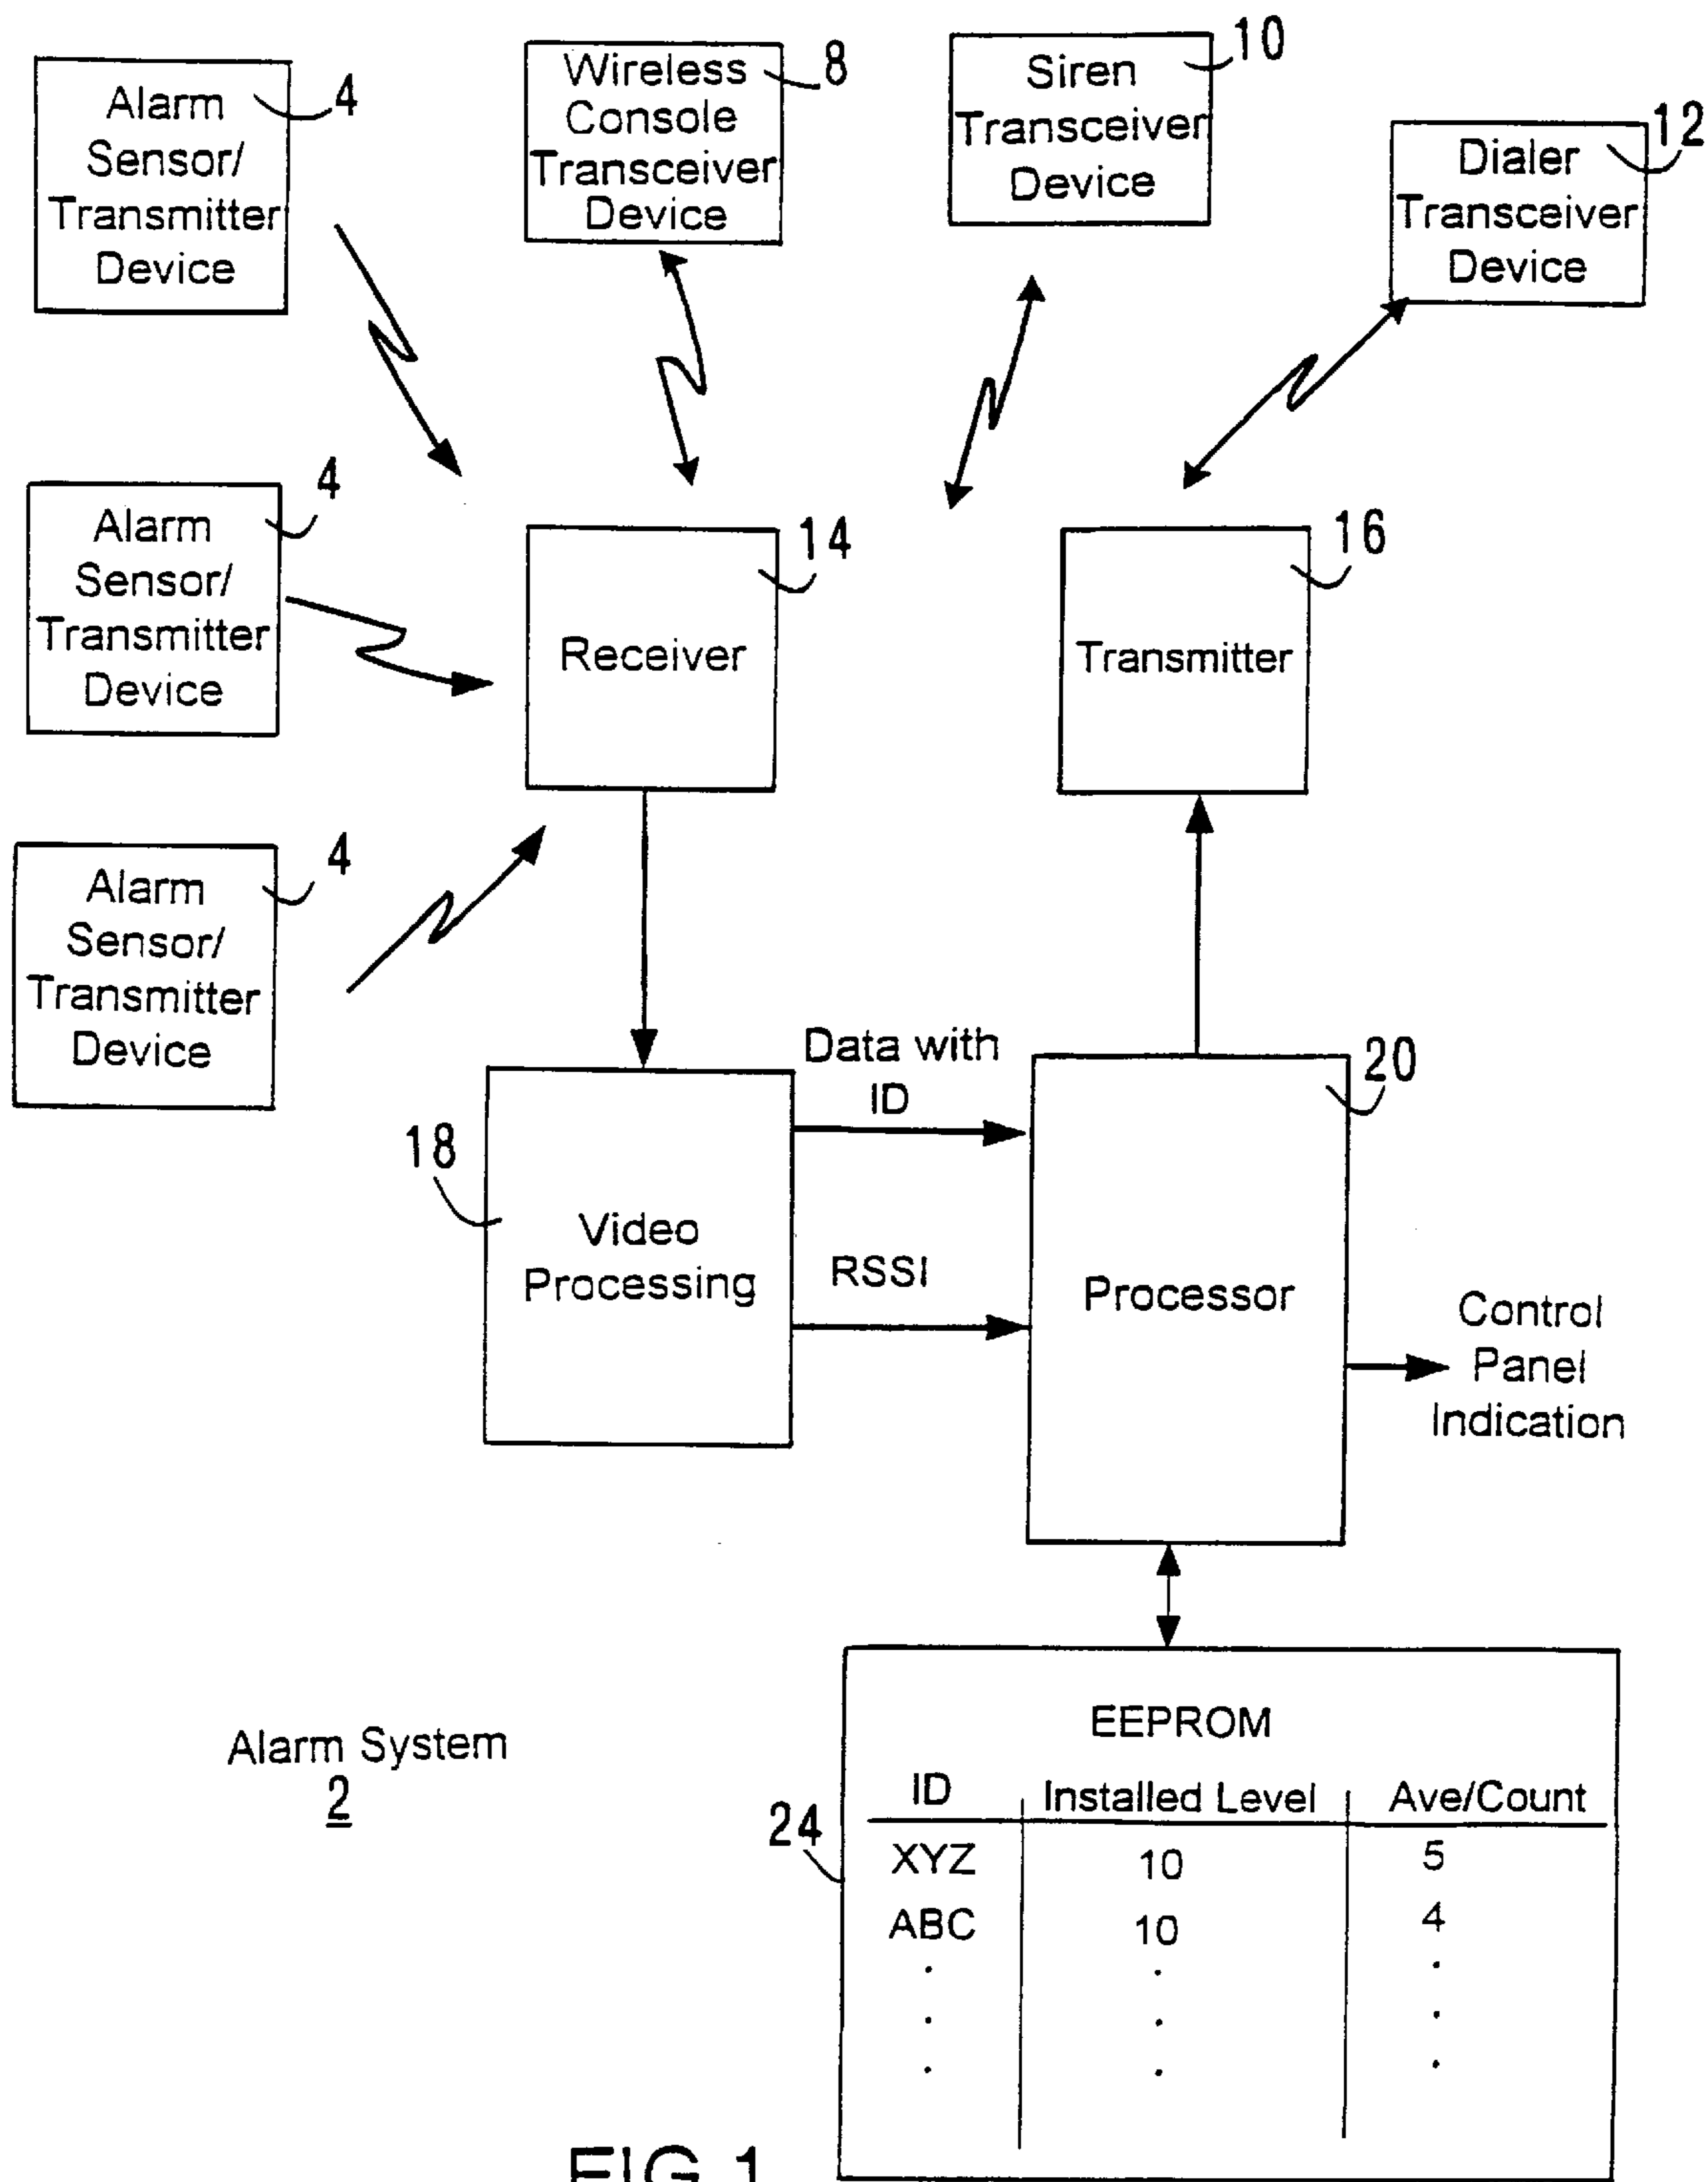 Alarm
Sensor/
Transmitter
Device
4
Wireless
Console
Transceiver
Device
8
Siren
Transceiver
Device
10
Dialer
Transceiver
Device
12
Alarm
Sensor/
Transmitter
Device
4
Receiver
14
Transmitter
16
Alarm
Sensor/
Transmitter
Device
4
Data with
ID
RSSI
18
Video
Processing
20
Processor
Control
Panel
Indication
Alarm System
2
24
EEPROM
ID Installed Level Ave/Count
XYZ 10 5
ABC 10 4
. . .
. . .
. . .
FIG.1